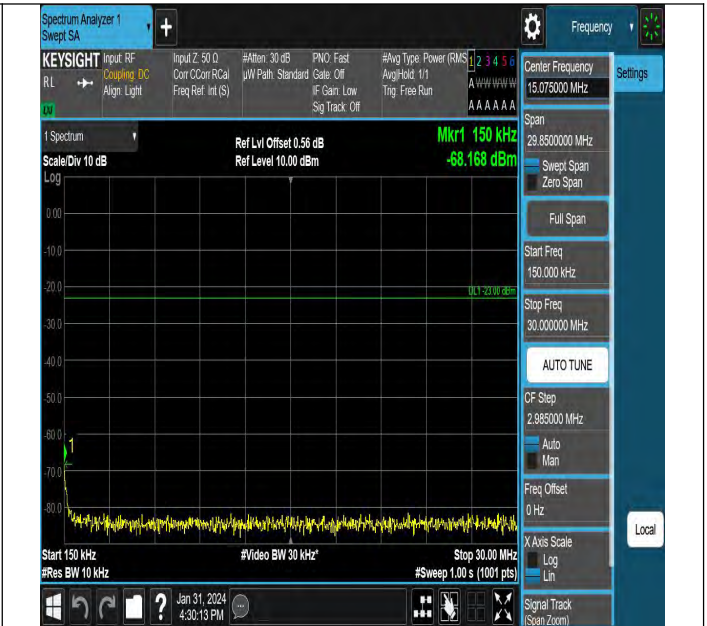 Spectrum Analyzer 1
Swept SA
+
Frequency
KEYSIGHT
RL
Input: RF
Coupling: DC
Align: Light
Input Z: 50 Ω
Corr CCorr RCal
Freq Ref: Int (S)
#Atten: 30 dB
µW Path: Standard
PNO: Fast
Gate: Off
IF Gain: Low
Sig Track: Off
#Avg Type: Power (RMS
Avg|Hold: 1/1
Trig: Free Run
1 2 3 4 5 6
A W W W W W
A A A A A A
1 Spectrum
Scale/Div 10 dB
Log
Ref Lvl Offset 0.56 dB
Ref Level 10.00 dBm
Mkr1 150 kHz
-68.168 dBm
0.00
-10.0
-20.0
DL1 -23.00 dBm
-30.0
-40.0
-50.0
-60.0
1
-70.0
-80.0
Start 150 kHz
#Res BW 10 kHz
#Video BW 30 kHz*
Stop 30.00 MHz
#Sweep 1.00 s (1001 pts)
Jan 31, 2024
4:30:13 PM
Center Frequency
15.075000 MHz
Settings
Span
29.8500000 MHz
Swept Span
Zero Span
Full Span
Start Freq
150.000 kHz
Stop Freq
30.000000 MHz
AUTO TUNE
CF Step
2.985000 MHz
Auto
Man
Freq Offset
0 Hz
X Axis Scale
Log
Lin
Local
Signal Track
(Span Zoom)